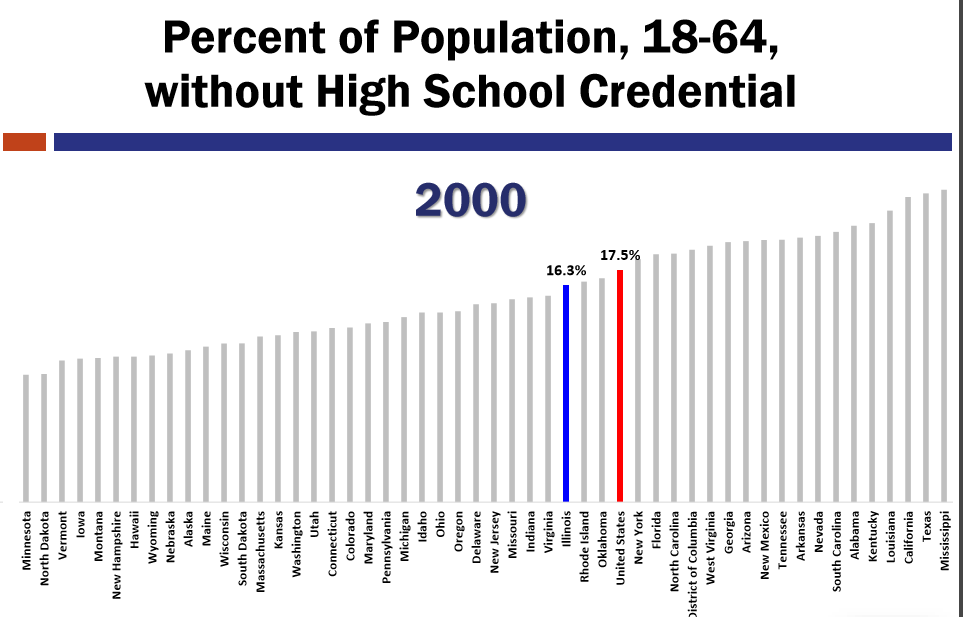 Percent of Population, 18-64,
without High School Credential
2000
16.3%
17.5%
Minnesota
North Dakota
Vermont
Iowa
Montana
New Hampshire
Hawaii
Wyoming
Nebraska
Alaska
Maine
Wisconsin
South Dakota
Massachusetts
Kansas
Washington
Utah
Connecticut
Colorado
Maryland
Pennsylvania
Michigan
Idaho
Ohio
Oregon
Delaware
New Jersey
Missouri
Indiana
Virginia
Illinois
Rhode Island
Oklahoma
United States
New York
Florida
North Carolina
District of Columbia
West Virginia
Georgia
Arizona
New Mexico
Tennessee
Arkansas
Nevada
South Carolina
Alabama
Kentucky
Louisiana
California
Texas
Mississippi